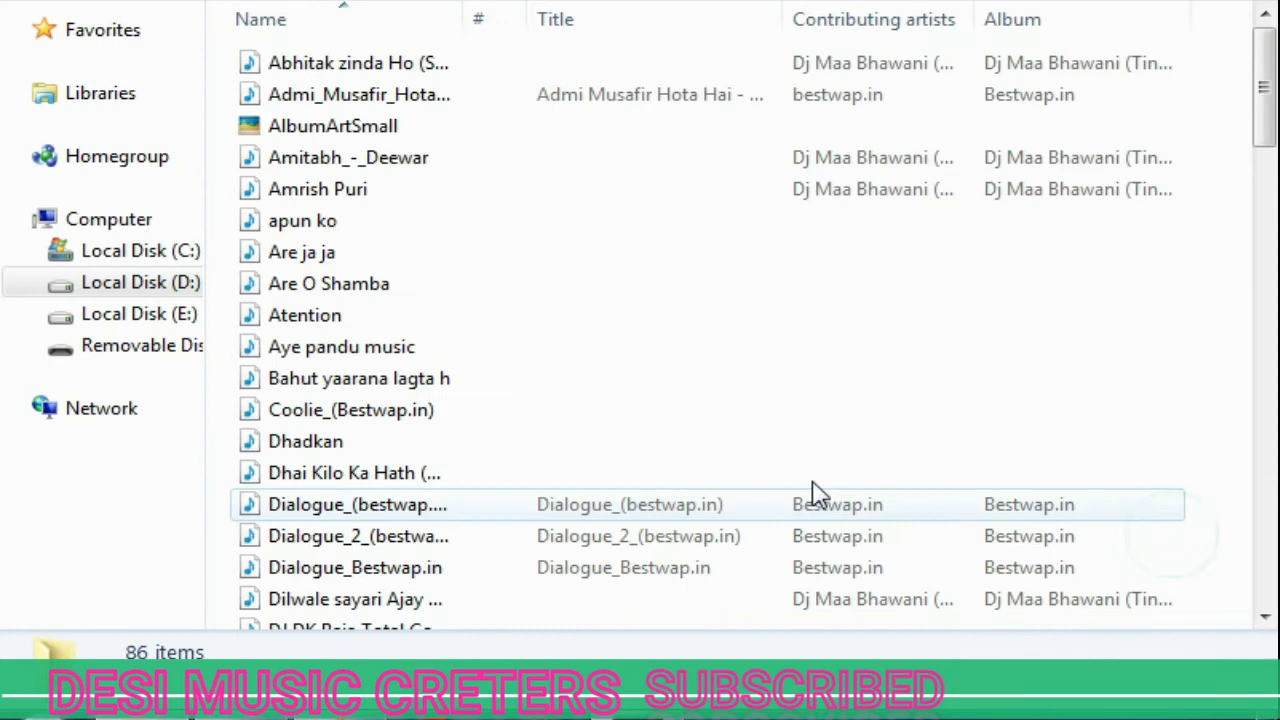 Name # Title Contributing artists Album
Favorites
Libraries
Homegroup
Computer
Local Disk (C:)
Local Disk (D:)
Local Disk (E:)
Removable Dis
Network
Abhitak zinda Ho (S... Dj Maa Bhawani (... Dj Maa Bhawani (Tin...
Admi_Musafir_Hota... Admi Musafir Hota Hai - ... bestwap.in Bestwap.in
AlbumArtSmall
Amitabh_-_Deewar Dj Maa Bhawani (... Dj Maa Bhawani (Tin...
Amrish Puri Dj Maa Bhawani (... Dj Maa Bhawani (Tin...
apun ko
Are ja ja
Are O Shamba
Atention
Aye pandu music
Bahut yaarana lagta h
Coolie_(Bestwap.in)
Dhadkan
Dhai Kilo Ka Hath (...
Dialogue_(bestwap.... Dialogue_(bestwap.in) Bestwap.in Bestwap.in
Dialogue_2_(bestwa... Dialogue_2_(bestwap.in) Bestwap.in Bestwap.in
Dialogue_Bestwap.in Dialogue_Bestwap.in Bestwap.in Bestwap.in
Dilwale sayari Ajay ... Dj Maa Bhawani (... Dj Maa Bhawani (Tin...
86 items
DESI MUSIC CRETERS SUBSCRIBED